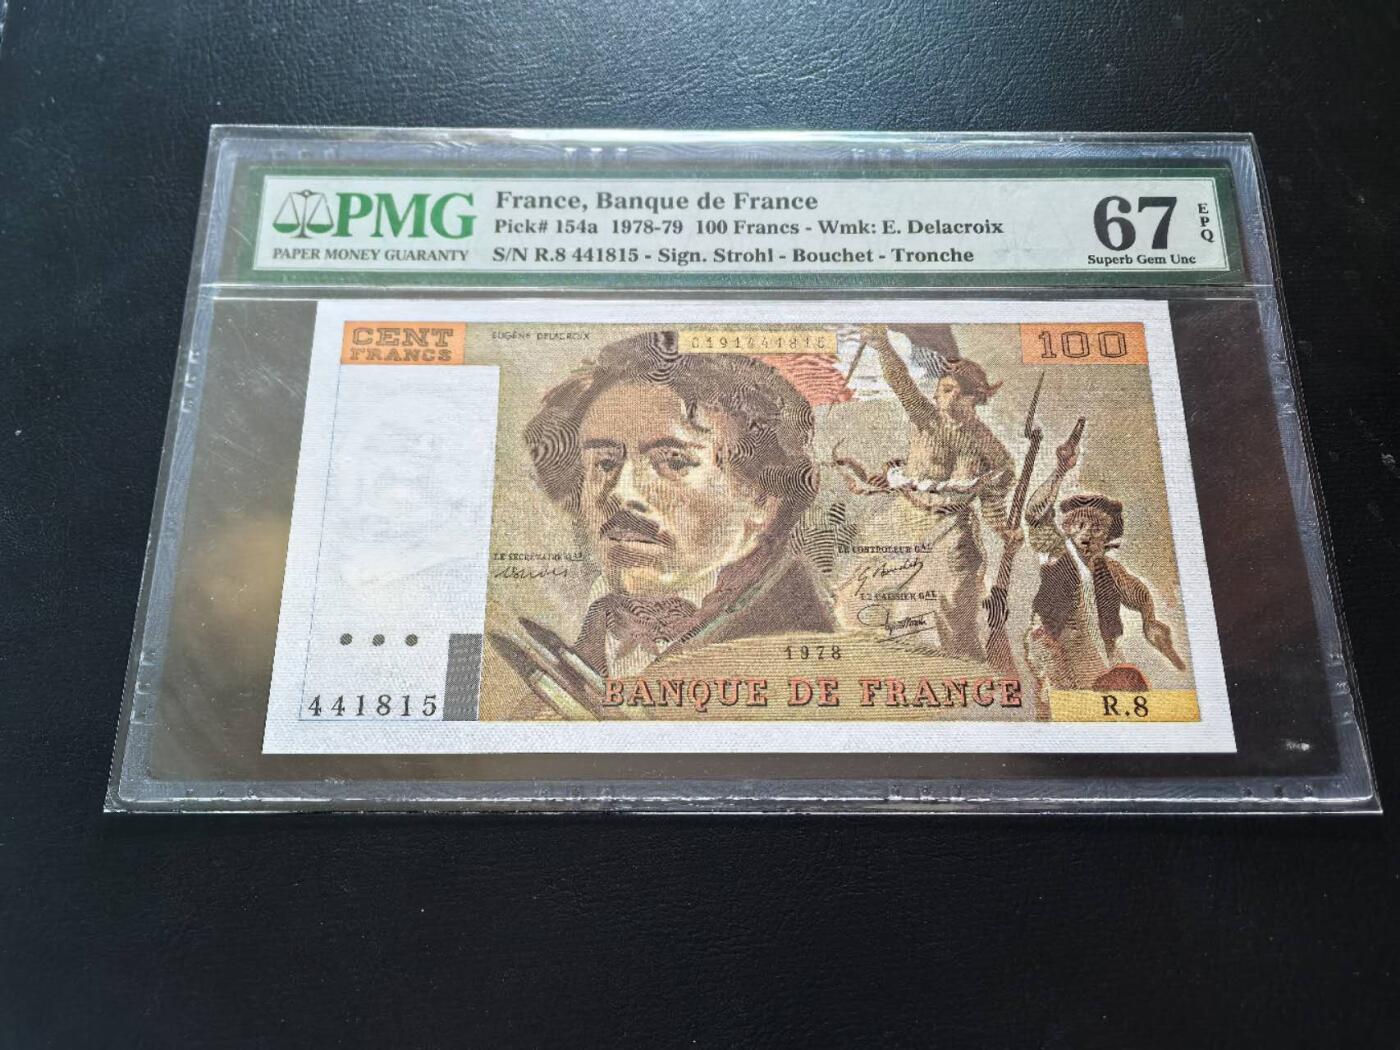 PMG
PAPER MONEY GUARANTY
France, Banque de France
Pick# 154a 1978-79 100 Francs - Wmk: E. Delacroix
S/N R.8 441815 - Sign. Strohl - Bouchet - Tronche
67
EPQ
Superb Gem Unc
CENT
FRANCS
EUGÈNE DELACROIX
0191441815
100
LE SECRÉTAIRE GAL
LE CONTROLEUR GAL
LE CAISSIER GAL
1978
BANQUE DE FRANCE
441815
R.8